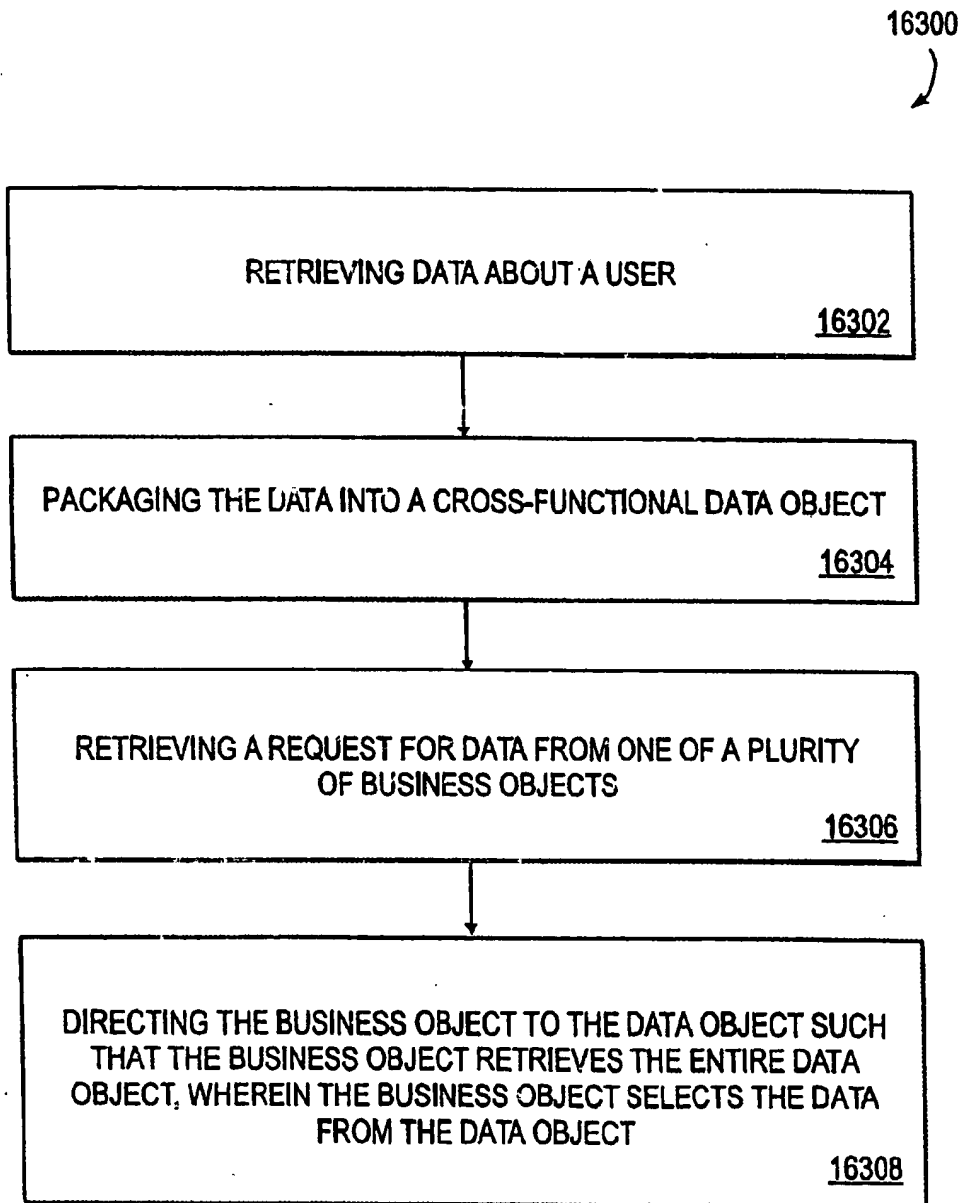 16300
RETRIEVING DATA ABOUT A USER
16302
PACKAGING THE DATA INTO A CROSS-FUNCTIONAL DATA OBJECT
16304
RETRIEVING A REQUEST FOR DATA FROM ONE OF A PLURITY
OF BUSINESS OBJECTS
16306
DIRECTING THE BUSINESS OBJECT TO THE DATA OBJECT SUCH
THAT THE BUSINESS OBJECT RETRIEVES THE ENTIRE DATA
OBJECT, WHEREIN THE BUSINESS OBJECT SELECTS THE DATA
FROM THE DATA OBJECT
16308